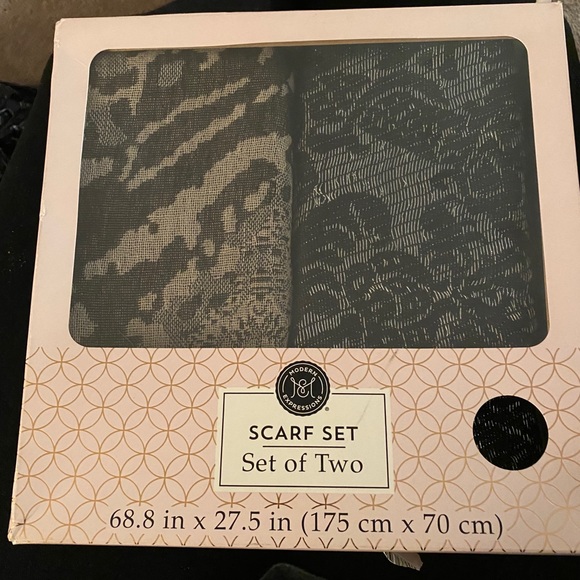 MODERN
EXPRESSIONS
®
SCARF SET
Set of Two
68.8 in x 27.5 in (175 cm x 70 cm)